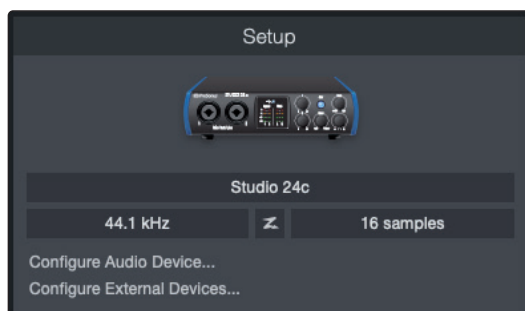 Setup
Studio 24c
44.1 kHz
16 samples
Configure Audio Device...
Configure External Devices...